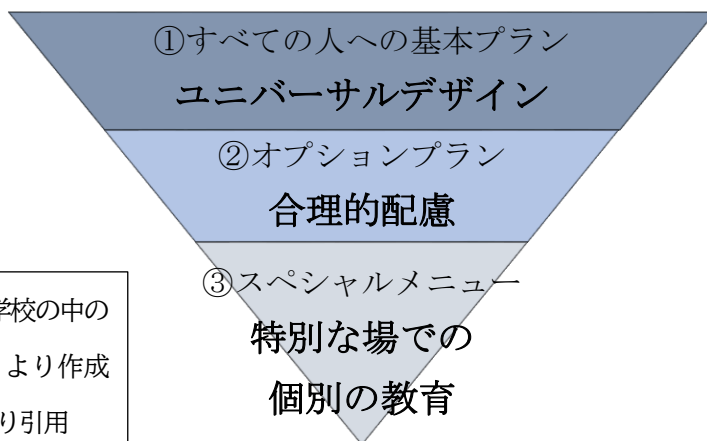 ①すべての人への基本プラン
ユニバーサルデザイン
②オプションプラン
合理的配慮
③スペシャルメニュー
特別な場での
個別の教育
学校の中の
より作成
り引用